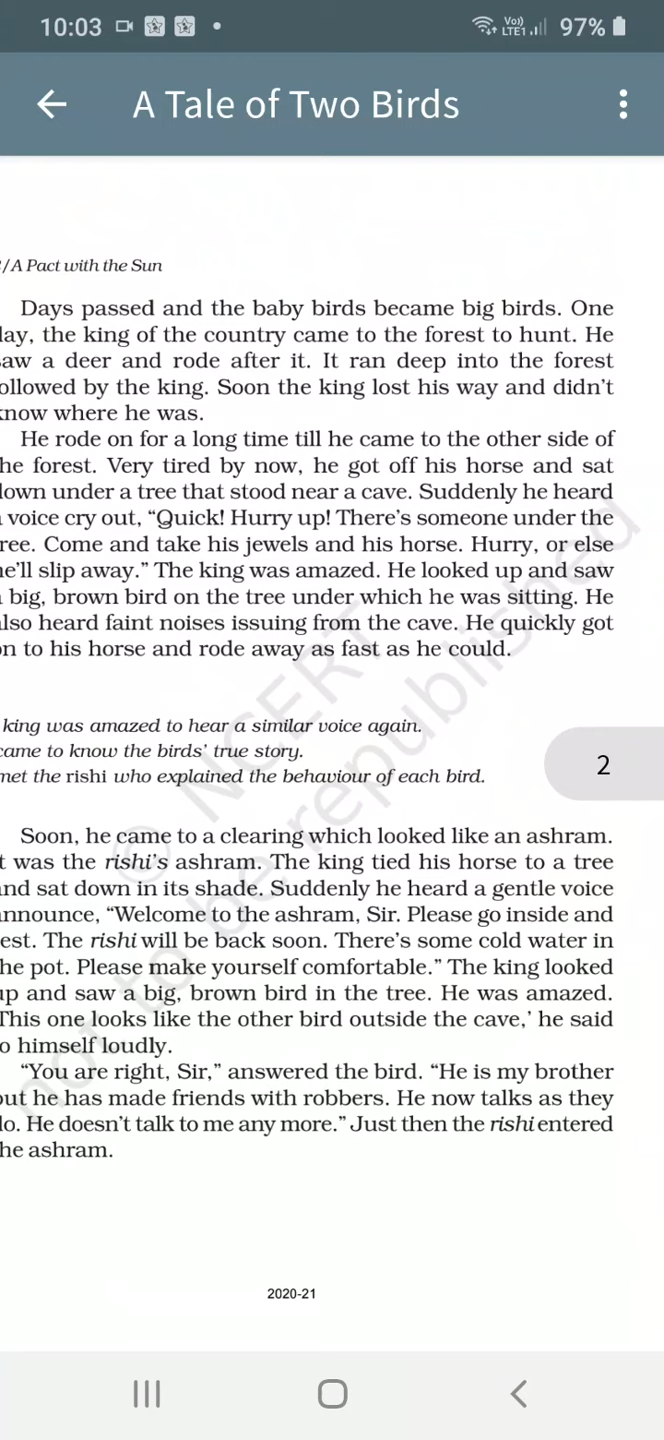 10:03 Vo)) LTE1 97%
A Tale of Two Birds
/A Pact with the Sun
Days passed and the baby birds became big birds. One
lay, the king of the country came to the forest to hunt. He
aw a deer and rode after it. It ran deep into the forest
ollowed by the king. Soon the king lost his way and didn't
know where he was.
He rode on for a long time till he came to the other side of
he forest. Very tired by now, he got off his horse and sat
lown under a tree that stood near a cave. Suddenly he heard
voice cry out, “Quick! Hurry up! There's someone under the
ree. Come and take his jewels and his horse. Hurry, or else
he'll slip away.” The king was amazed. He looked up and saw
big, brown bird on the tree under which he was sitting. He
also heard faint noises issuing from the cave. He quickly got
on to his horse and rode away as fast as he could.
king was amazed to hear a similar voice again.
came to know the birds' true story.
met the rishi who explained the behaviour of each bird.
2
Soon, he came to a clearing which looked like an ashram.
t was the rishi's ashram. The king tied his horse to a tree
and sat down in its shade. Suddenly he heard a gentle voice
announce, “Welcome to the ashram, Sir. Please go inside and
est. The rishi will be back soon. There's some cold water in
he pot. Please make yourself comfortable.” The king looked
up and saw a big, brown bird in the tree. He was amazed.
This one looks like the other bird outside the cave,’ he said
o himself loudly.
“You are right, Sir,” answered the bird. “He is my brother
but he has made friends with robbers. He now talks as they
lo. He doesn't talk to me any more.” Just then the rishi entered
he ashram.
© NCERT
not to be republished
2020-21